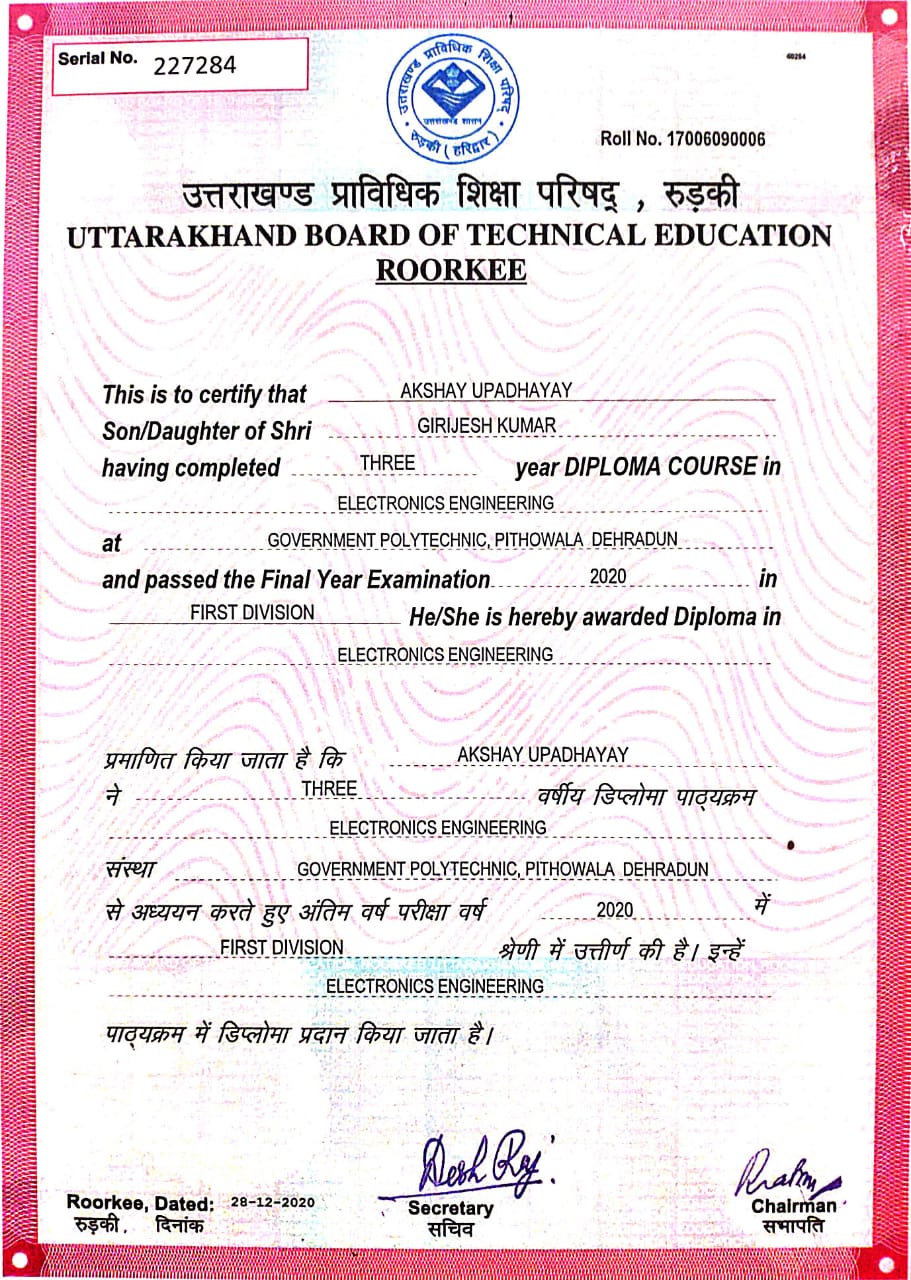 Serial No. 227284
60284
उत्तराखण्ड प्राविधिक शिक्षा परिषद्
उत्तराखण्ड शासन
रुड़की ( हरिद्वार )
Roll No. 17006090006
उत्तराखण्ड प्राविधिक शिक्षा परिषद् , रुड़की
UTTARAKHAND BOARD OF TECHNICAL EDUCATION
ROORKEE
This is to certify that AKSHAY UPADHAYAY
Son/Daughter of Shri GIRIJESH KUMAR
having completed THREE year DIPLOMA COURSE in
ELECTRONICS ENGINEERING
at GOVERNMENT POLYTECHNIC, PITHOWALA DEHRADUN
and passed the Final Year Examination 2020 in
FIRST DIVISION He/She is hereby awarded Diploma in
ELECTRONICS ENGINEERING
प्रमाणित किया जाता है कि AKSHAY UPADHAYAY
ने THREE वर्षीय डिप्लोमा पाठ्यक्रम
ELECTRONICS ENGINEERING
संस्था GOVERNMENT POLYTECHNIC, PITHOWALA DEHRADUN
से अध्ययन करते हुए अंतिम वर्ष परीक्षा वर्ष 2020 में
FIRST DIVISION श्रेणी में उत्तीर्ण की है। इन्हें
ELECTRONICS ENGINEERING
पाठ्यक्रम में डिप्लोमा प्रदान किया जाता है।
Desh Raj
Roorkee, Dated: 28-12-2020 Secretary Chairman
रुड़की, दिनांक सचिव सभापति